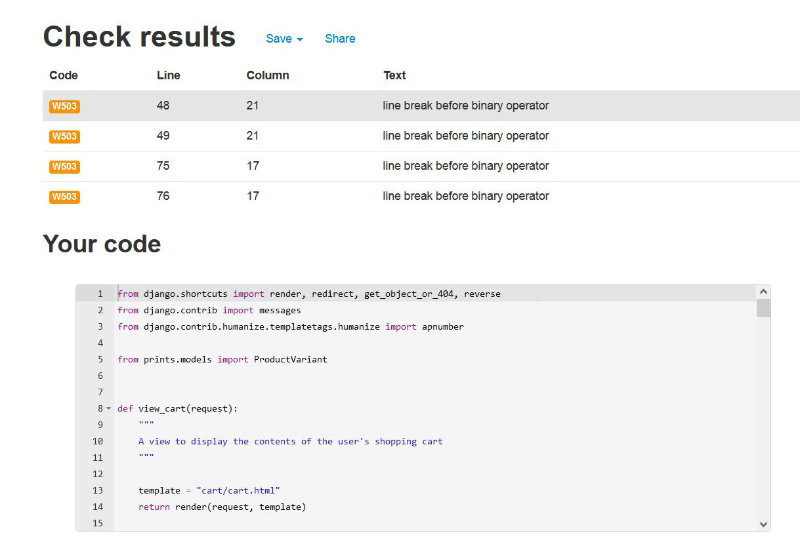 Check results Save Share
Code Line Column Text
W503 48 21 line break before binary operator
W503 49 21 line break before binary operator
W503 75 17 line break before binary operator
W503 76 17 line break before binary operator
Your code
1 from django.shortcuts import render, redirect, get_object_or_404, reverse
2 from django.contrib import messages
3 from django.contrib.humanize.templatetags.humanize import apnumber
4
5 from prints.models import ProductVariant
6
7
8 def view_cart(request):
9 """
10 A view to display the contents of the user's shopping cart
11 """
12
13 template = "cart/cart.html"
14 return render(request, template)
15